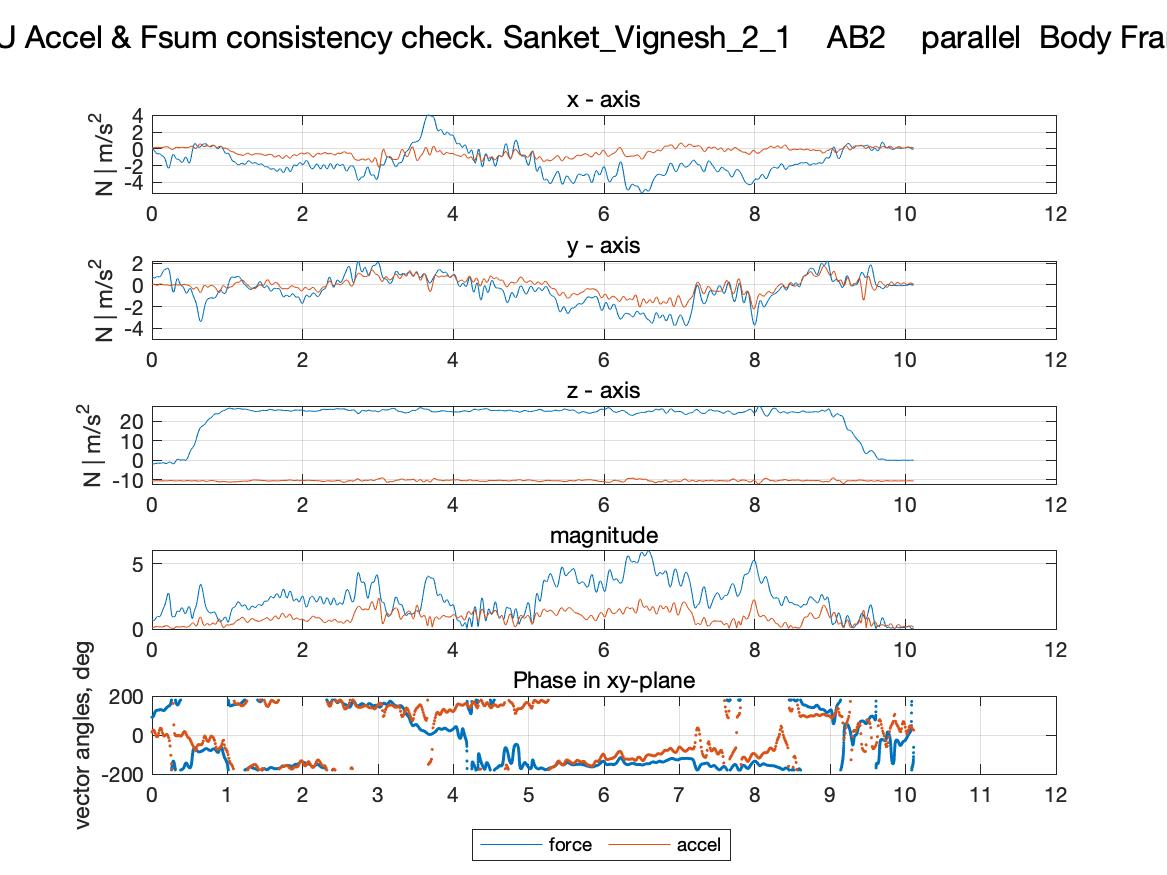 U Accel & Fsum consistency check. Sanket_Vignesh_2_1 AB2 parallel Body Fra
x - axis
N | m/s²
4
2
0
-2
-4
0 2 4 6 8 10 12
y - axis
N | m/s²
2
0
-2
-4
0 2 4 6 8 10 12
z - axis
N | m/s²
20
10
0
-10
0 2 4 6 8 10 12
magnitude
5
0
0 2 4 6 8 10 12
Phase in xy-plane
vector angles, deg
200
0
-200
0 1 2 3 4 5 6 7 8 9 10 11 12
force accel